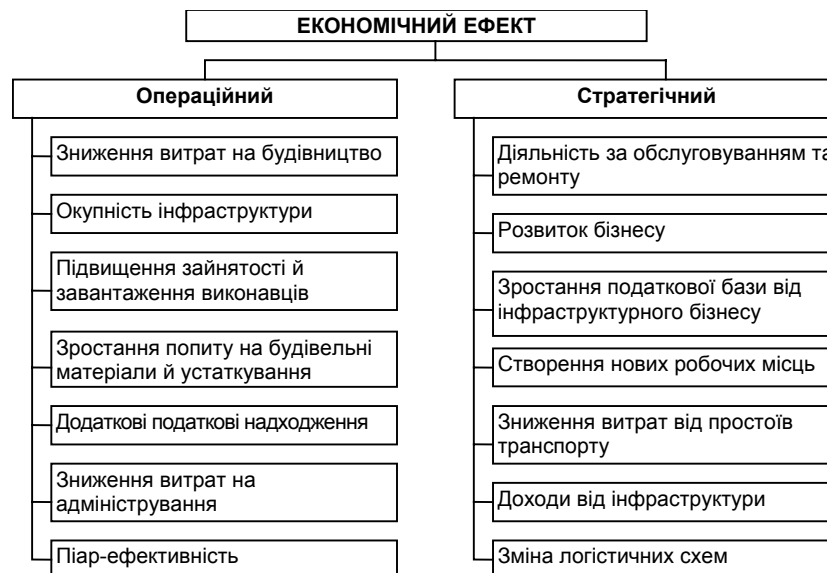 ЕКОНОМІЧНИЙ ЕФЕКТ
Операційний
Зниження витрат на будівництво
Окупність інфраструктури
Підвищення зайнятості й
завантаження виконавців
Зростання попиту на будівельні
матеріали й устаткування
Додаткові податкові надходження
Зниження витрат на
адміністрування
Піар-ефективність
Стратегічний
Діяльність за обслуговуванням та
ремонту
Розвиток бізнесу
Зростання податкової бази від
інфраструктурного бізнесу
Створення нових робочих місць
Зниження витрат від простоїв
транспорту
Доходи від інфраструктури
Зміна логістичних схем